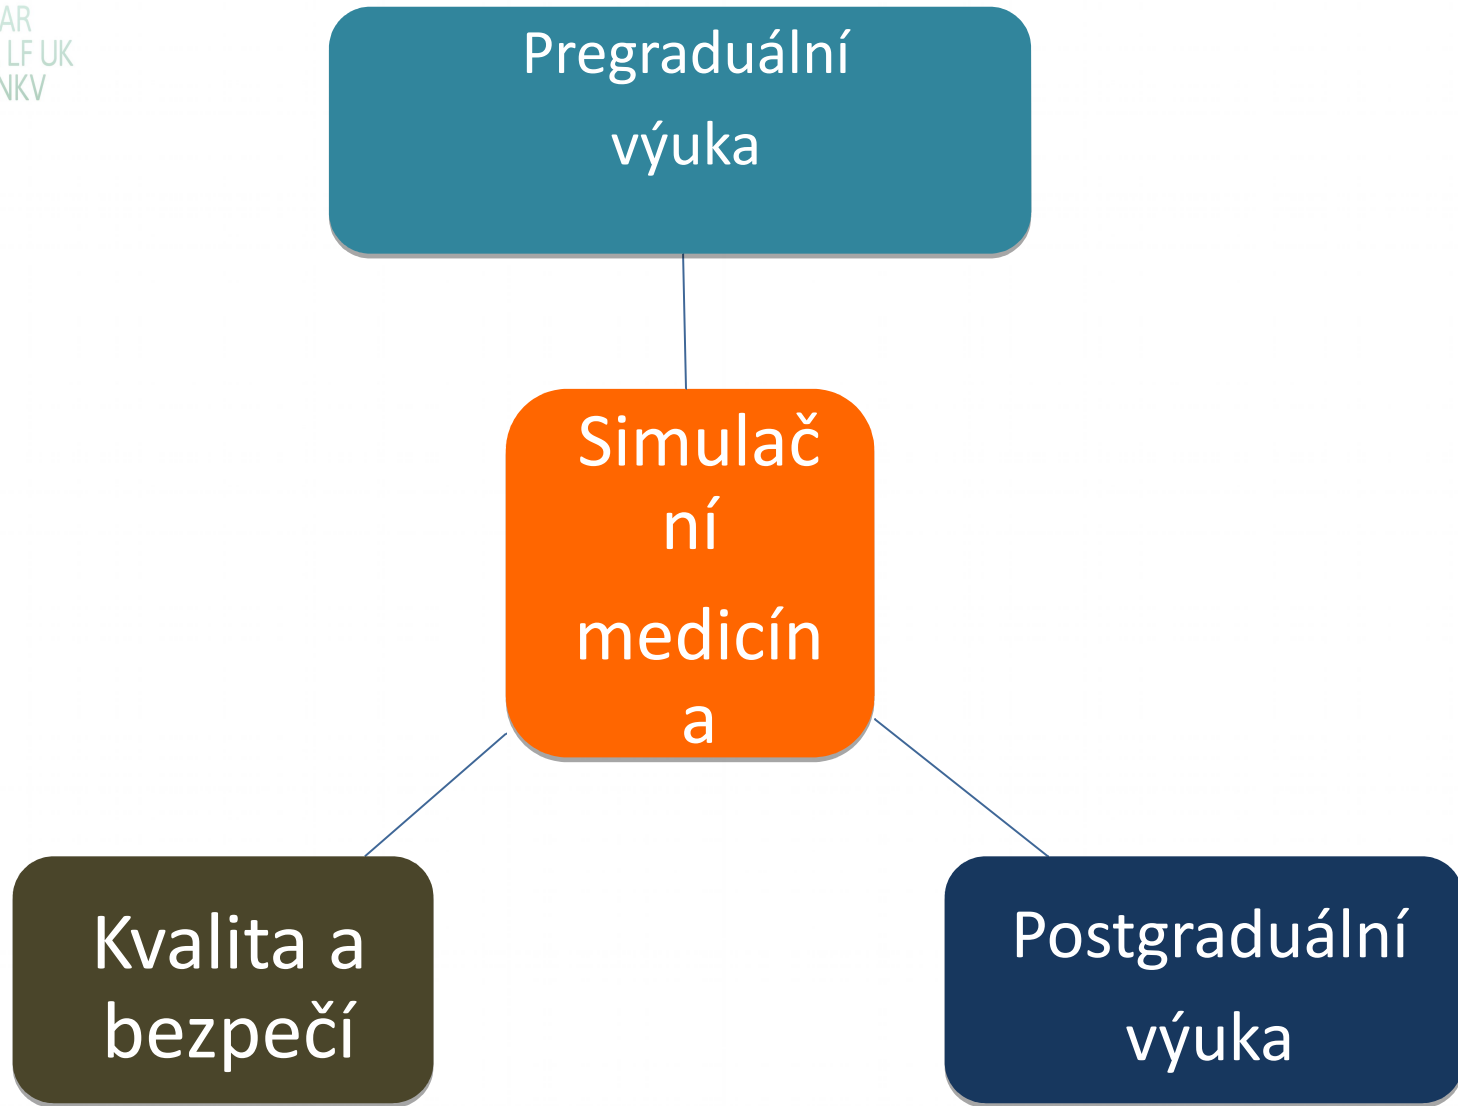 AR
LF UK
NKV
Pregraduální
výuka
Simulač
ní
medicín
a
Kvalita a
bezpečí
Postgraduální
výuka